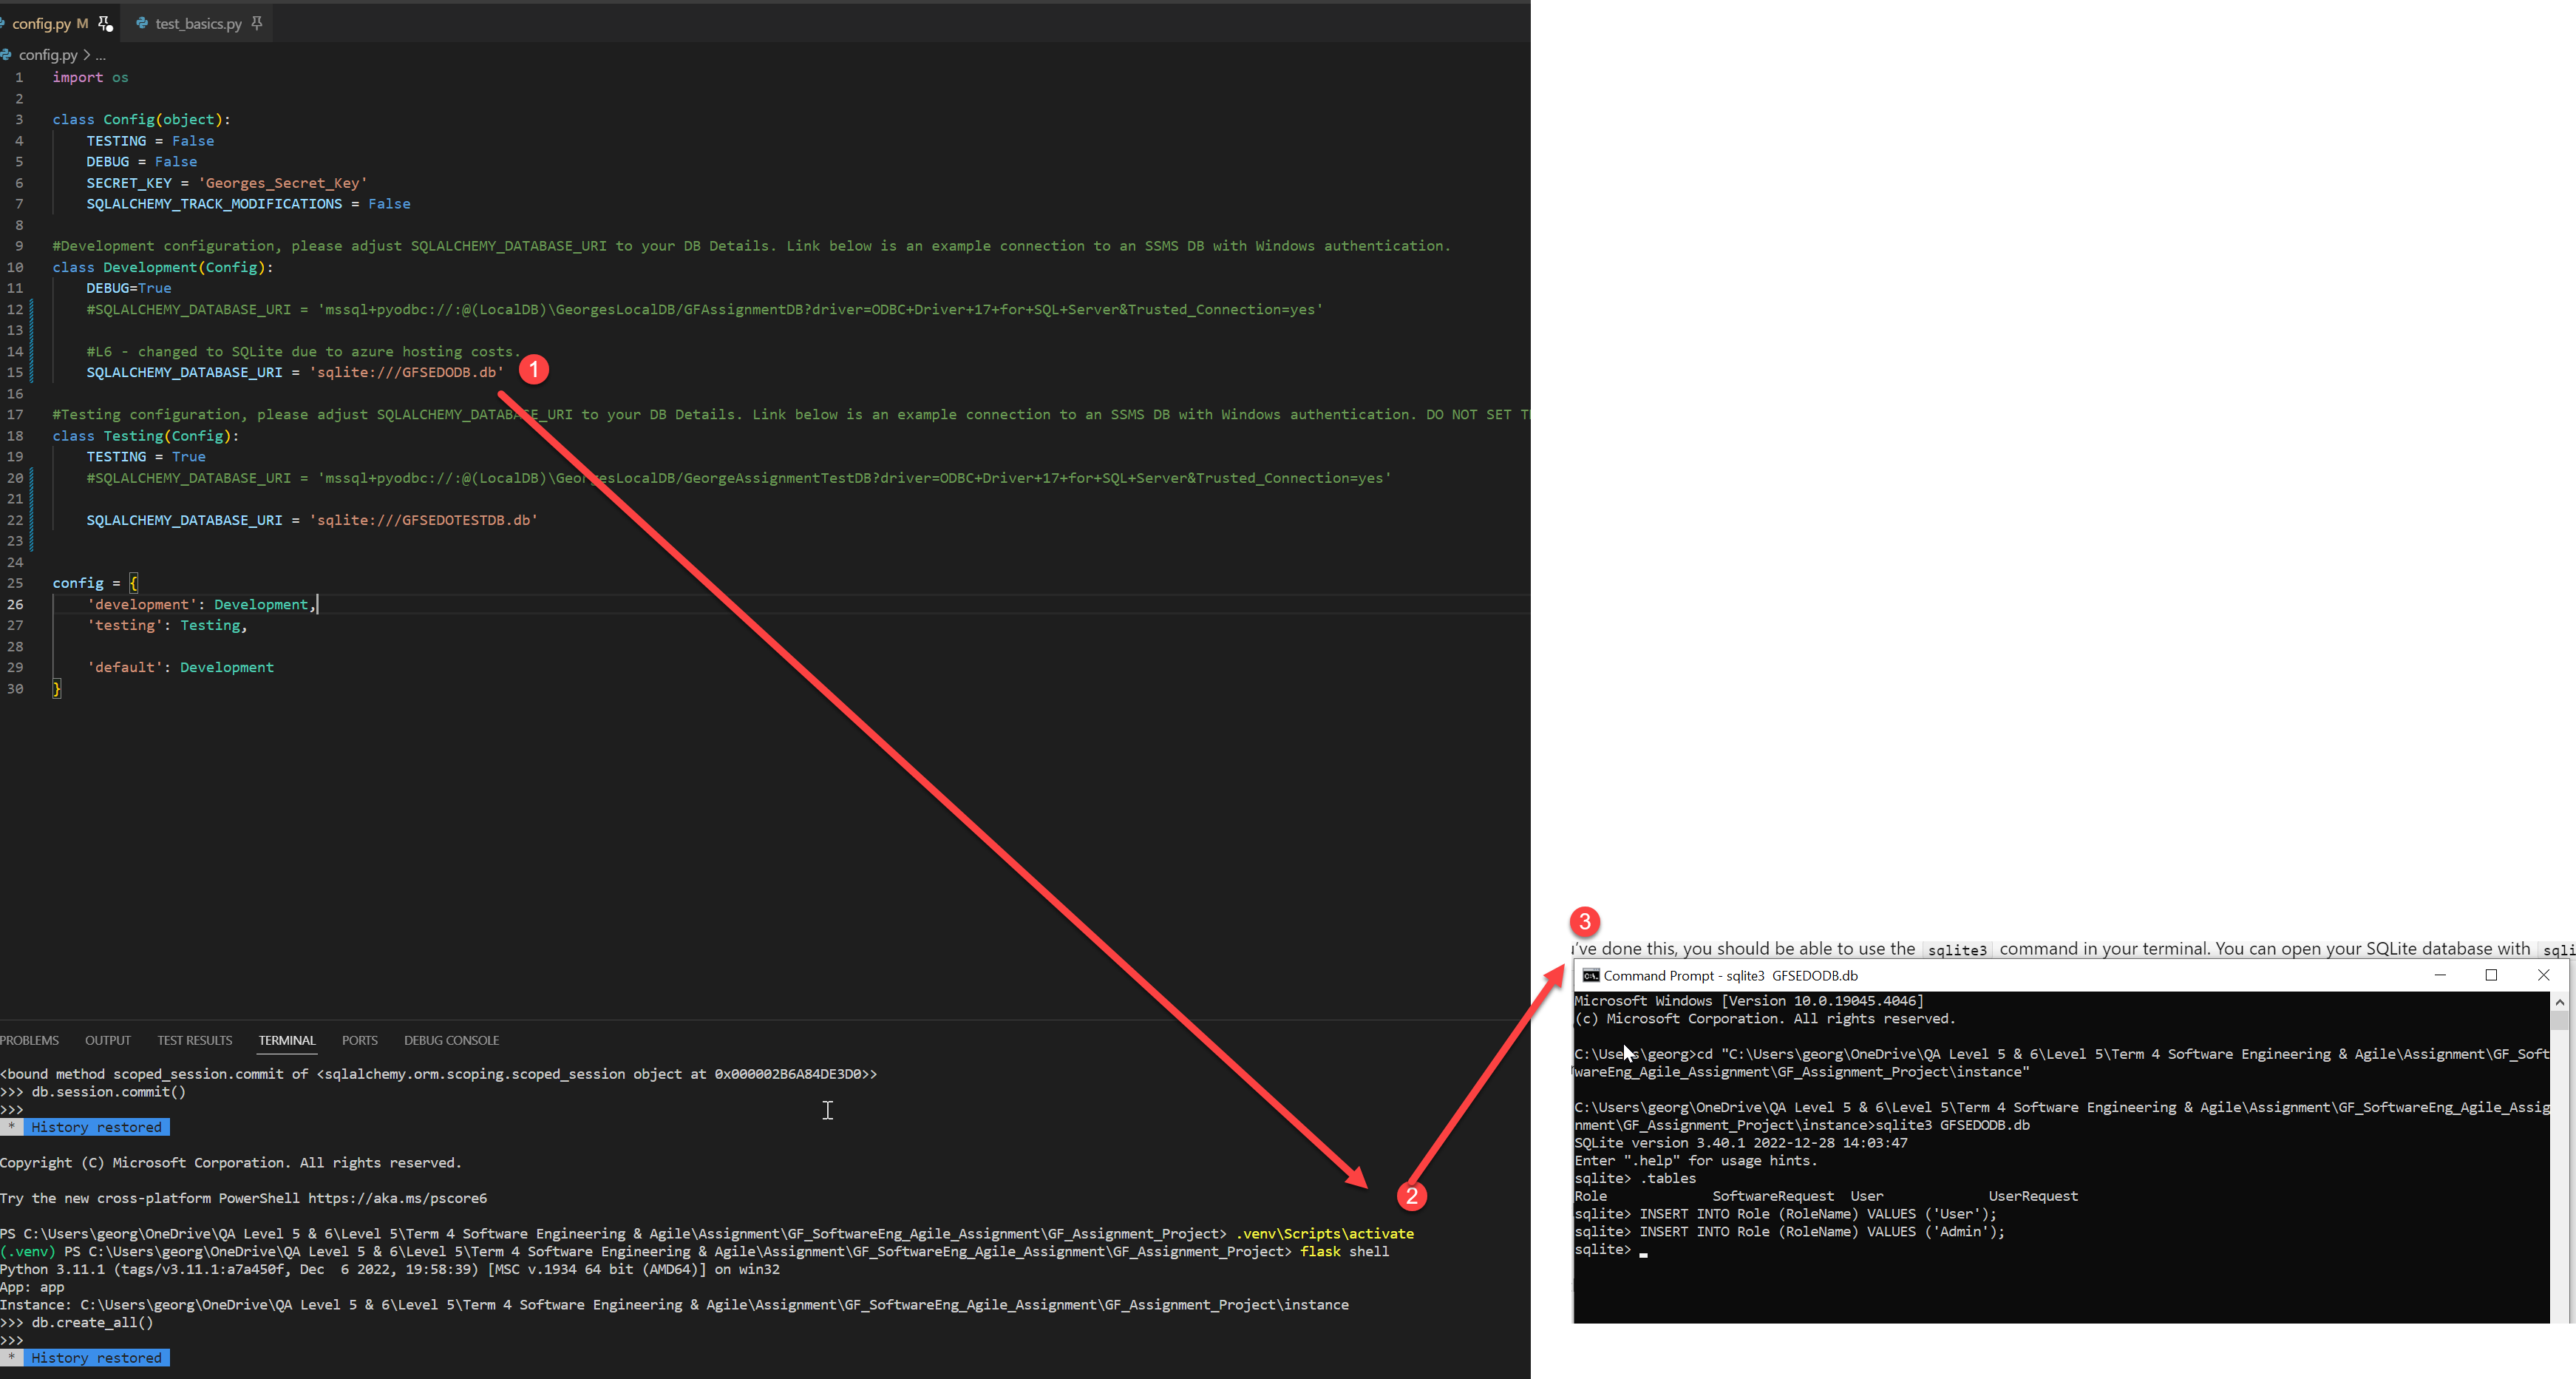 config.py M
test_basics.py
config.py > ...
1 import os
2
3 class Config(object):
4 TESTING = False
5 DEBUG = False
6 SECRET_KEY = 'Georges_Secret_Key'
7 SQLALCHEMY_TRACK_MODIFICATIONS = False
8
9 #Development configuration, please adjust SQLALCHEMY_DATABASE_URI to your DB Details. Link below is an example connection to an SSMS DB with Windows authentication.
10 class Development(Config):
11 DEBUG=True
12 #SQLALCHEMY_DATABASE_URI = 'mssql+pyodbc://:@(LocalDB)\GeorgesLocalDB/GFAssignmentDB?driver=ODBC+Driver+17+for+SQL+Server&Trusted_Connection=yes'
13
14 #L6 - changed to SQLite due to azure hosting costs.
15 SQLALCHEMY_DATABASE_URI = 'sqlite:///GFSEDODB.db'
1
16
17 #Testing configuration, please adjust SQLALCHEMY_DATABASE_URI to your DB Details. Link below is an example connection to an SSMS DB with Windows authentication. DO NOT SET T
18 class Testing(Config):
19 TESTING = True
20 #SQLALCHEMY_DATABASE_URI = 'mssql+pyodbc://:@(LocalDB)\GeorgesLocalDB/GeorgeAssignmentTestDB?driver=ODBC+Driver+17+for+SQL+Server&Trusted_Connection=yes'
21
22 SQLALCHEMY_DATABASE_URI = 'sqlite:///GFSEDOTESTDB.db'
23
24
25 config = {
26 'development': Development,
27 'testing': Testing,
28
29 'default': Development
30 }
PROBLEMS OUTPUT TEST RESULTS TERMINAL PORTS DEBUG CONSOLE
<bound method scoped_session.commit of <sqlalchemy.orm.scoping.scoped_session object at 0x000002B6A84DE3D0>>
>>> db.session.commit()
>>>
* History restored
Copyright (C) Microsoft Corporation. All rights reserved.
Try the new cross-platform PowerShell https://aka.ms/pscore6
2
PS C:\Users\georg\OneDrive\QA Level 5 & 6\Level 5\Term 4 Software Engineering & Agile\Assignment\GF_SoftwareEng_Agile_Assignment\GF_Assignment_Project> .venv\Scripts\activate
(.venv) PS C:\Users\georg\OneDrive\QA Level 5 & 6\Level 5\Term 4 Software Engineering & Agile\Assignment\GF_SoftwareEng_Agile_Assignment\GF_Assignment_Project> flask shell
Python 3.11.1 (tags/v3.11.1:a7a450f, Dec  6 2022, 19:58:39) [MSC v.1934 64 bit (AMD64)] on win32
App: app
Instance: C:\Users\georg\OneDrive\QA Level 5 & 6\Level 5\Term 4 Software Engineering & Agile\Assignment\GF_SoftwareEng_Agile_Assignment\GF_Assignment_Project\instance
>>> db.create_all()
>>>
* History restored
3
've done this, you should be able to use the sqlite3 command in your terminal. You can open your SQLite database with sqli
Command Prompt - sqlite3 GFSEDODB.db
Microsoft Windows [Version 10.0.19045.4046]
(c) Microsoft Corporation. All rights reserved.
C:\Users\georg>cd "C:\Users\georg\OneDrive\QA Level 5 & 6\Level 5\Term 4 Software Engineering & Agile\Assignment\GF_Soft
wareEng_Agile_Assignment\GF_Assignment_Project\instance"
C:\Users\georg\OneDrive\QA Level 5 & 6\Level 5\Term 4 Software Engineering & Agile\Assignment\GF_SoftwareEng_Agile_Assig
nment\GF_Assignment_Project\instance>sqlite3 GFSEDODB.db
SQLite version 3.40.1 2022-12-28 14:03:47
Enter ".help" for usage hints.
sqlite> .tables
Role SoftwareRequest User UserRequest
sqlite> INSERT INTO Role (RoleName) VALUES ('User');
sqlite> INSERT INTO Role (RoleName) VALUES ('Admin');
sqlite>